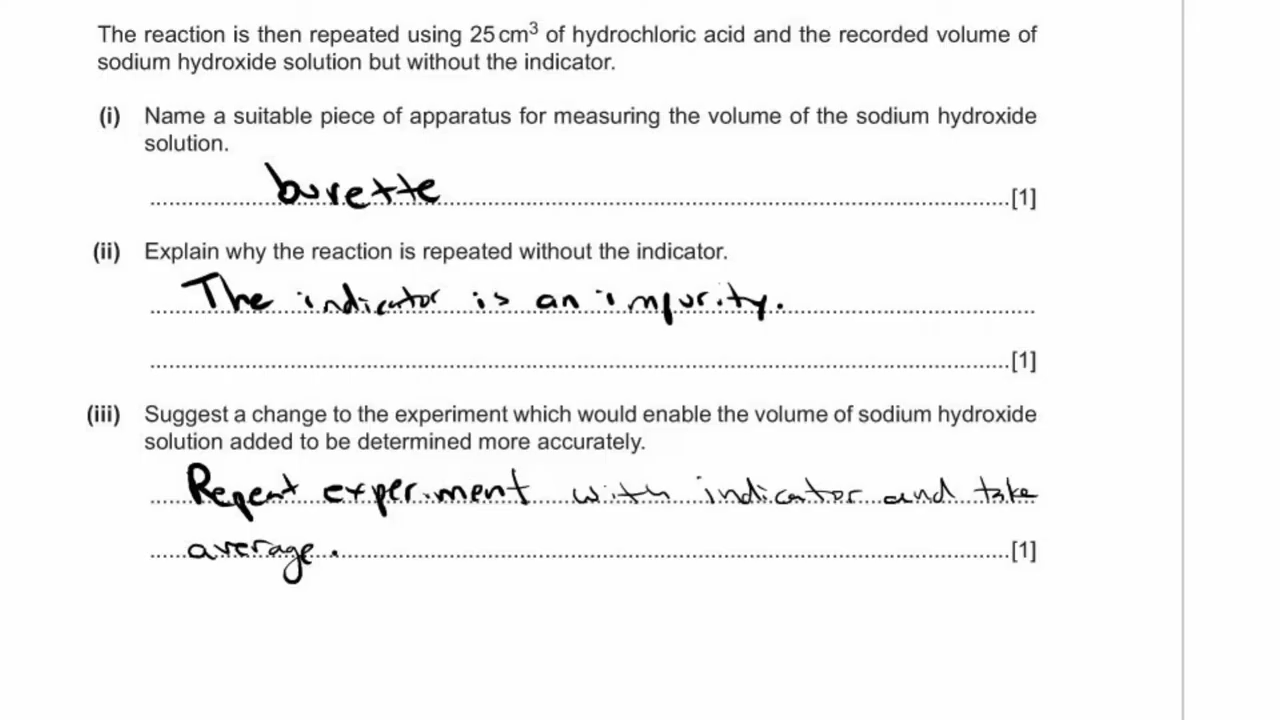 The reaction is then repeated using 25 cm³ of hydrochloric acid and the recorded volume of
sodium hydroxide solution but without the indicator.
(i) Name a suitable piece of apparatus for measuring the volume of the sodium hydroxide
solution.
burette [1]
(ii) Explain why the reaction is repeated without the indicator.
The indicator is an impurity.
[1]
(iii) Suggest a change to the experiment which would enable the volume of sodium hydroxide
solution added to be determined more accurately.
Repeat experiment with indicator and take
average. [1]